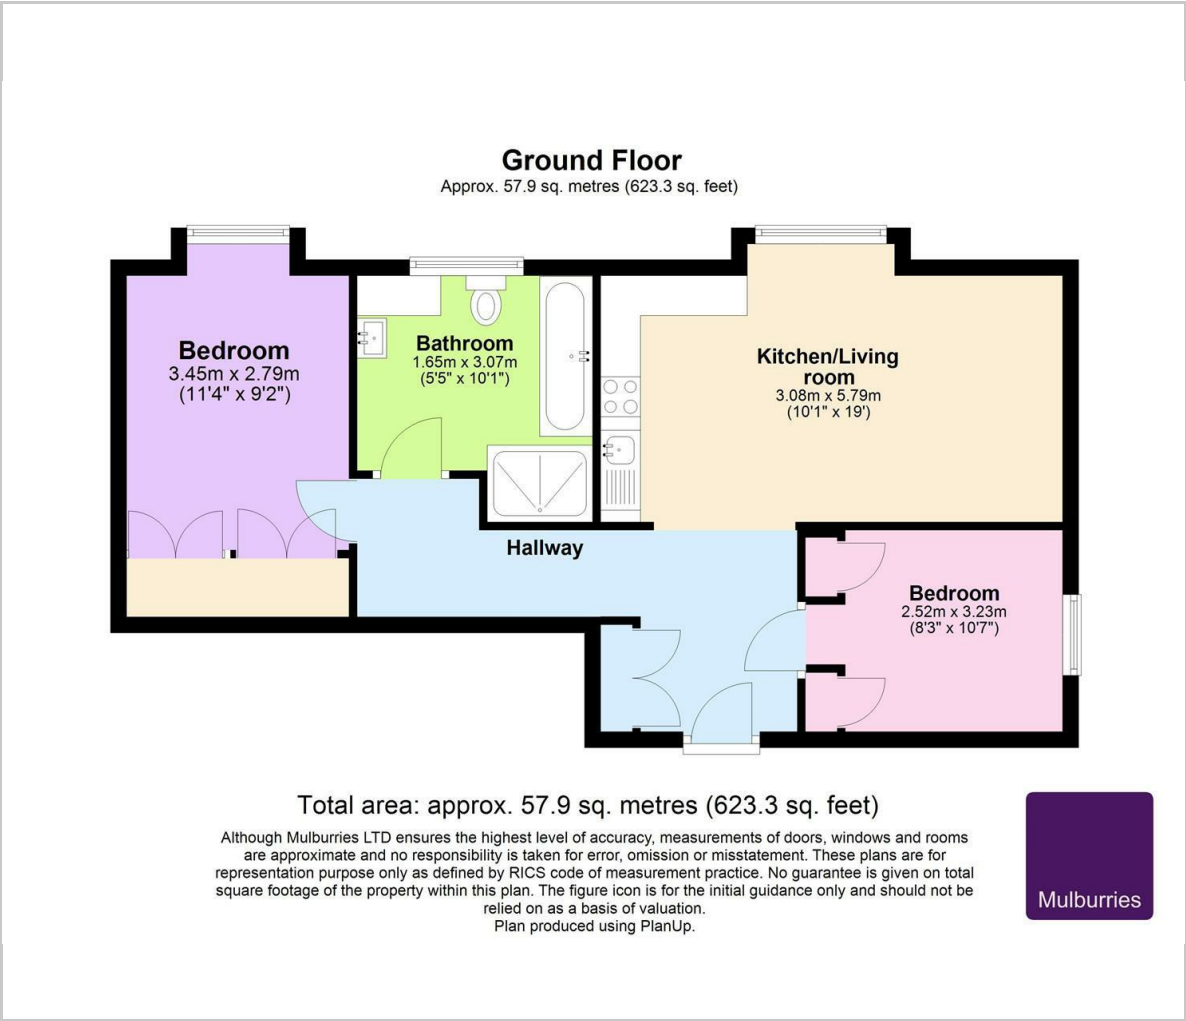 Ground Floor
Approx. 57.9 sq. metres (623.3 sq. feet)
Bedroom
3.45m x 2.79m
(11'4" x 9'2")
Bathroom
1.65m x 3.07m
(5'5" x 10'1")
Kitchen/Living
room
3.08m x 5.79m
(10'1" x 19')
Hallway
Bedroom
2.52m x 3.23m
(8'3" x 10'7")
Total area: approx. 57.9 sq. metres (623.3 sq. feet)
Although Mulburries LTD ensures the highest level of accuracy, measurements of doors, windows and rooms
are approximate and no responsibility is taken for error, omission or misstatement. These plans are for
representation purpose only as defined by RICS code of measurement practice. No guarantee is given on total
square footage of the property within this plan. The figure icon is for the initial guidance only and should not be
relied on as a basis of valuation.
Plan produced using PlanUp.
Mulburries